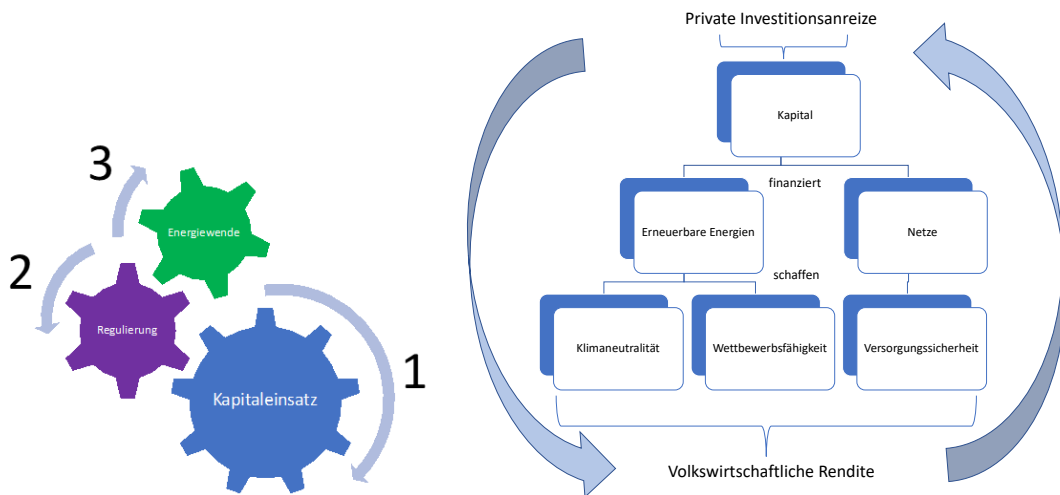 3
Energiewende
2
Regulierung
Kapitaleinsatz
1
Private Investitionsanreize
Kapital
finanziert
Erneuerbare Energien
Netze
schaffen
Klimaneutralität
Wettbewerbsfähigkeit
Versorgungssicherheit
Volkswirtschaftliche Rendite